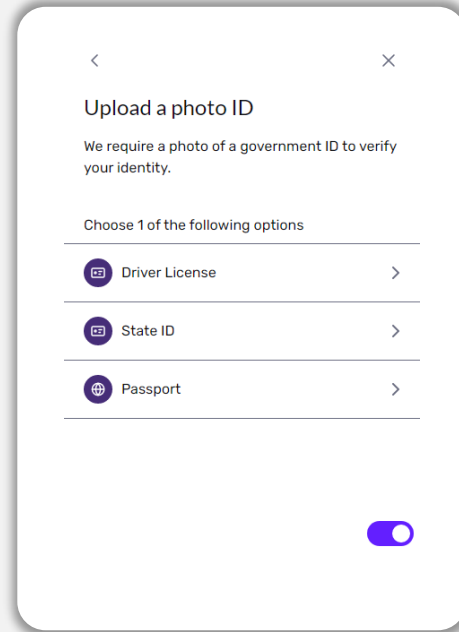 Upload a photo ID
We require a photo of a government ID to verify
your identity.
Choose 1 of the following options
Driver License
State ID
Passport